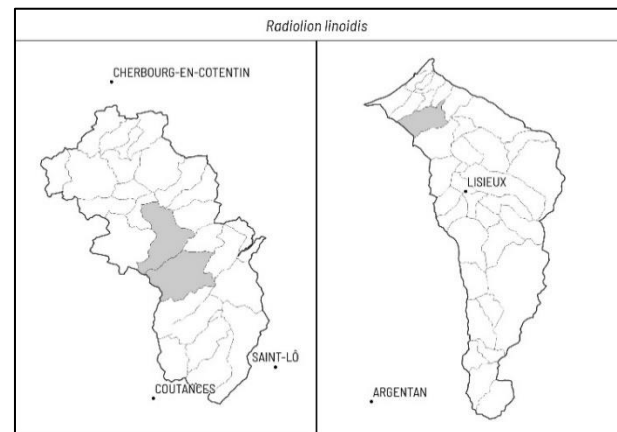 Radiolion linoidis
CHERBOURG-EN-COTENTIN
SAINT-LÔ
COUTANCES
LISIEUX
ARGENTAN